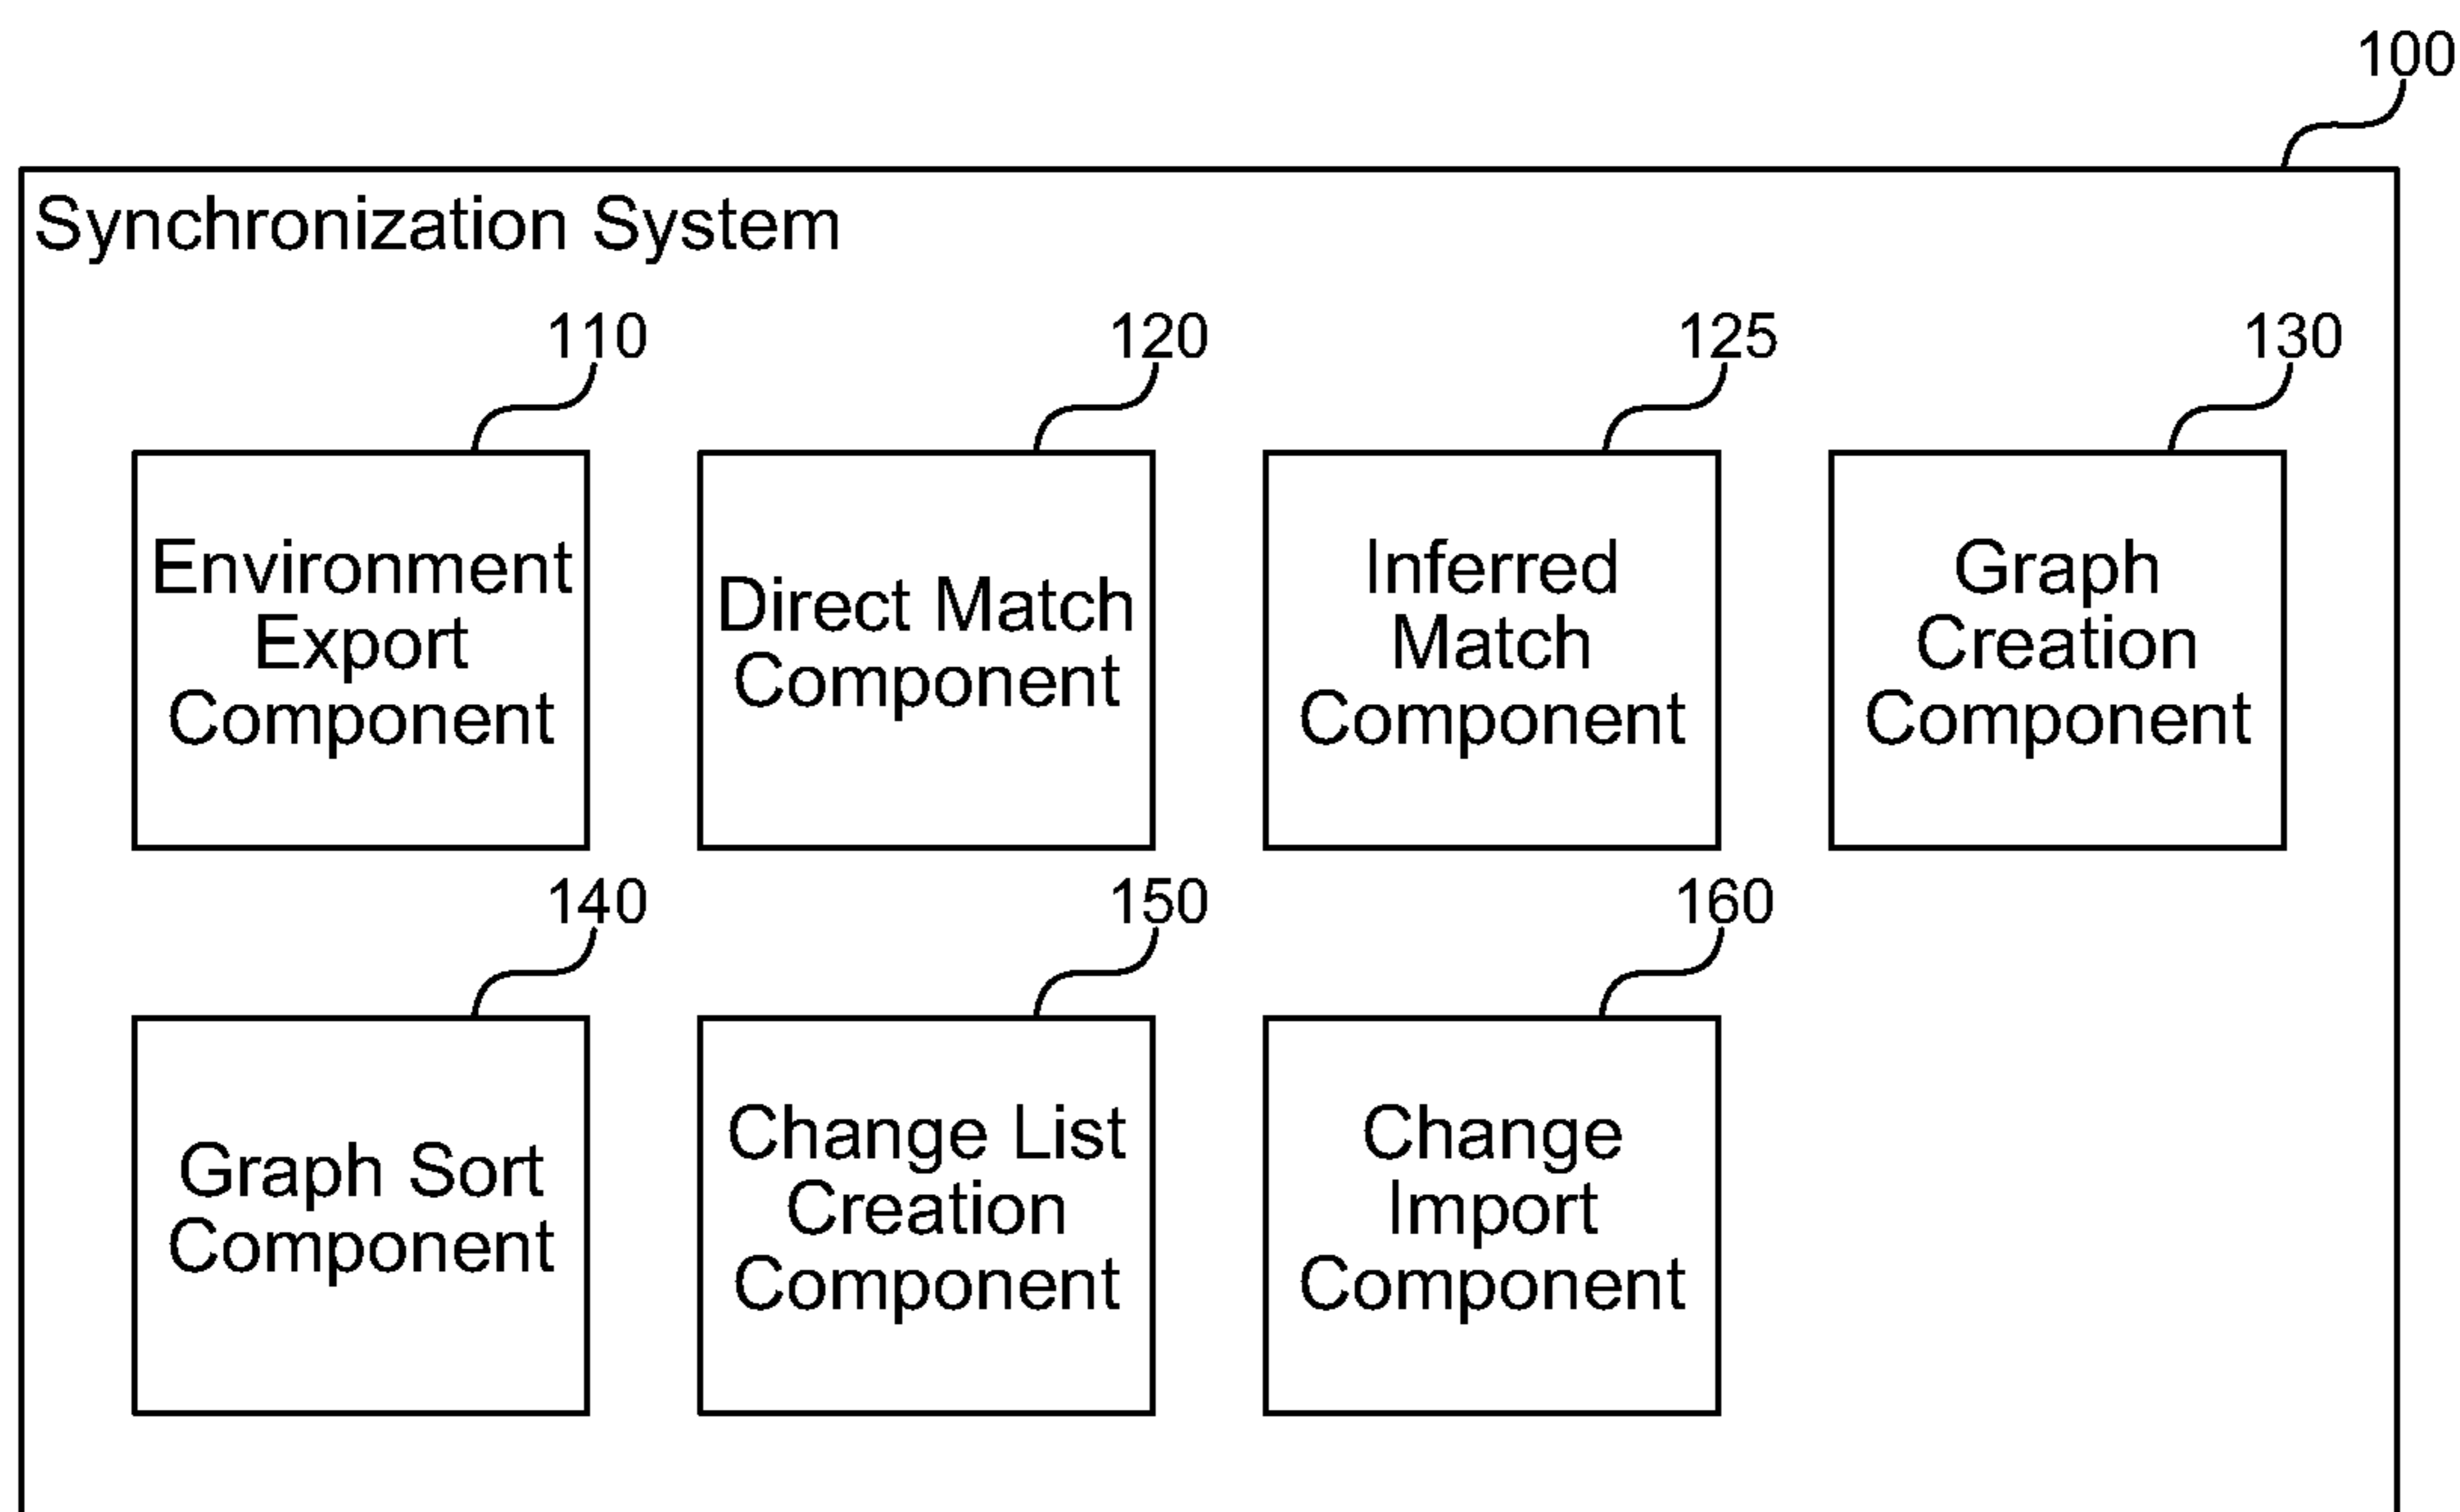 100
Synchronization System
110
120
125
130
Environment
Export
Component
Direct Match
Component
Inferred
Match
Component
Graph
Creation
Component
140
150
160
Graph Sort
Component
Change List
Creation
Component
Change
Import
Component